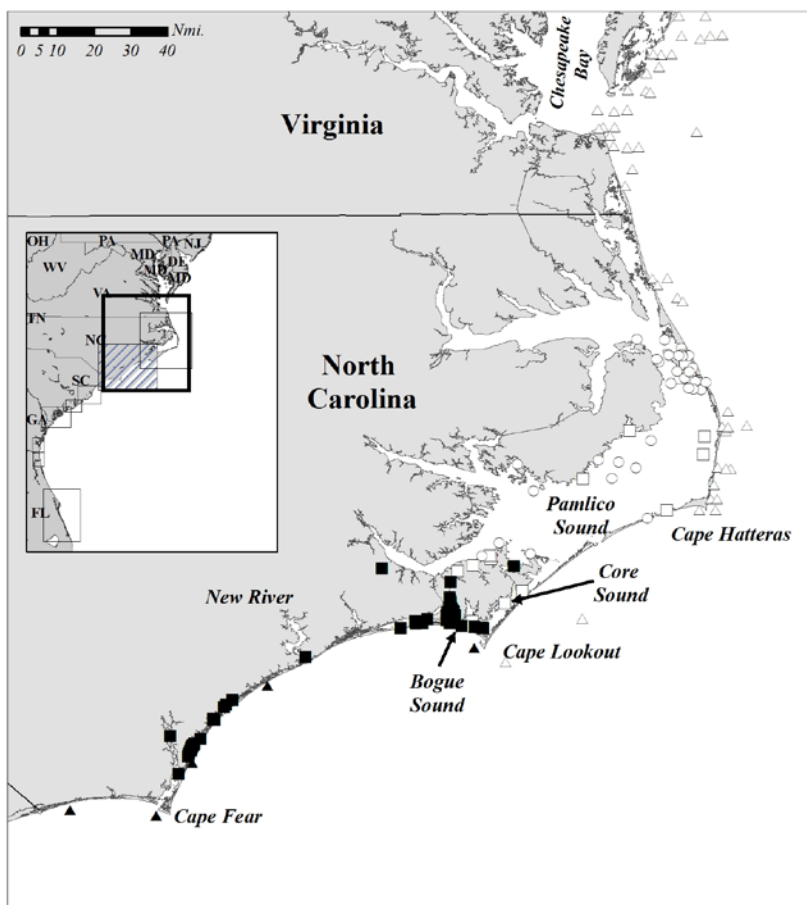 Nmi.
0 5 10 20 30 40
Chesapeake
Bay
Virginia
OH
PA
PA
NJ
MD
DE
WV
MD
MD
VA
TN
NC
SC
GA
FL
North
Carolina
Pamlico
Sound
Cape Hatteras
Core
Sound
New River
Cape Lookout
Bogue
Sound
Cape Fear